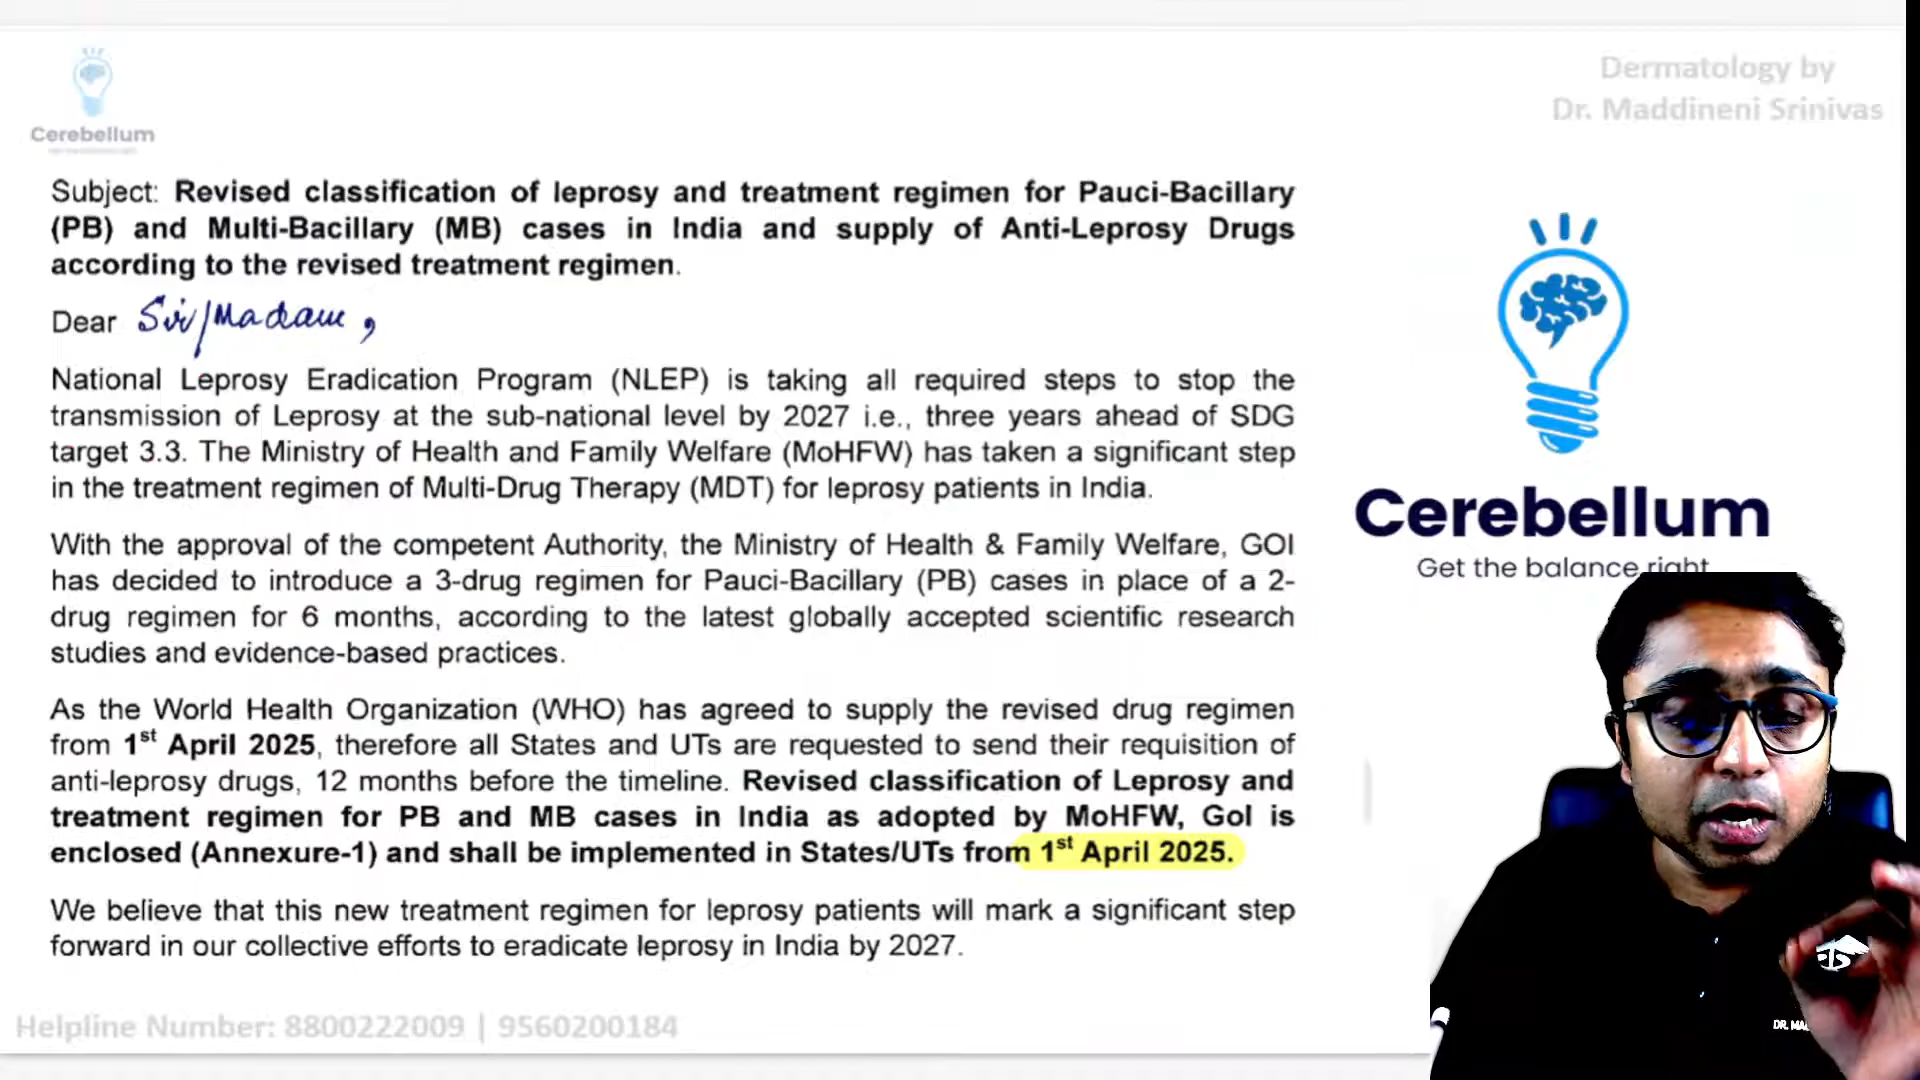 Cerebellum
Dermatology by
Dr. Maddineni Srinivas
Subject: Revised classification of leprosy and treatment regimen for Pauci-Bacillary
(PB) and Multi-Bacillary (MB) cases in India and supply of Anti-Leprosy Drugs
according to the revised treatment regimen.
Dear Sir/Madam,
National Leprosy Eradication Program (NLEP) is taking all required steps to stop the
transmission of Leprosy at the sub-national level by 2027 i.e., three years ahead of SDG
target 3.3. The Ministry of Health and Family Welfare (MoHFW) has taken a significant step
in the treatment regimen of Multi-Drug Therapy (MDT) for leprosy patients in India.
With the approval of the competent Authority, the Ministry of Health & Family Welfare, GOI
has decided to introduce a 3-drug regimen for Pauci-Bacillary (PB) cases in place of a 2-
drug regimen for 6 months, according to the latest globally accepted scientific research
studies and evidence-based practices.
As the World Health Organization (WHO) has agreed to supply the revised drug regimen
from 1st April 2025, therefore all States and UTs are requested to send their requisition of
anti-leprosy drugs, 12 months before the timeline. Revised classification of Leprosy and
treatment regimen for PB and MB cases in India as adopted by MoHFW, GoI is
enclosed (Annexure-1) and shall be implemented in States/UTs from 1st April 2025.
We believe that this new treatment regimen for leprosy patients will mark a significant step
forward in our collective efforts to eradicate leprosy in India by 2027.
Cerebellum
Get the balance right
DR.
Helpline Number: 8800222009 | 9560200184